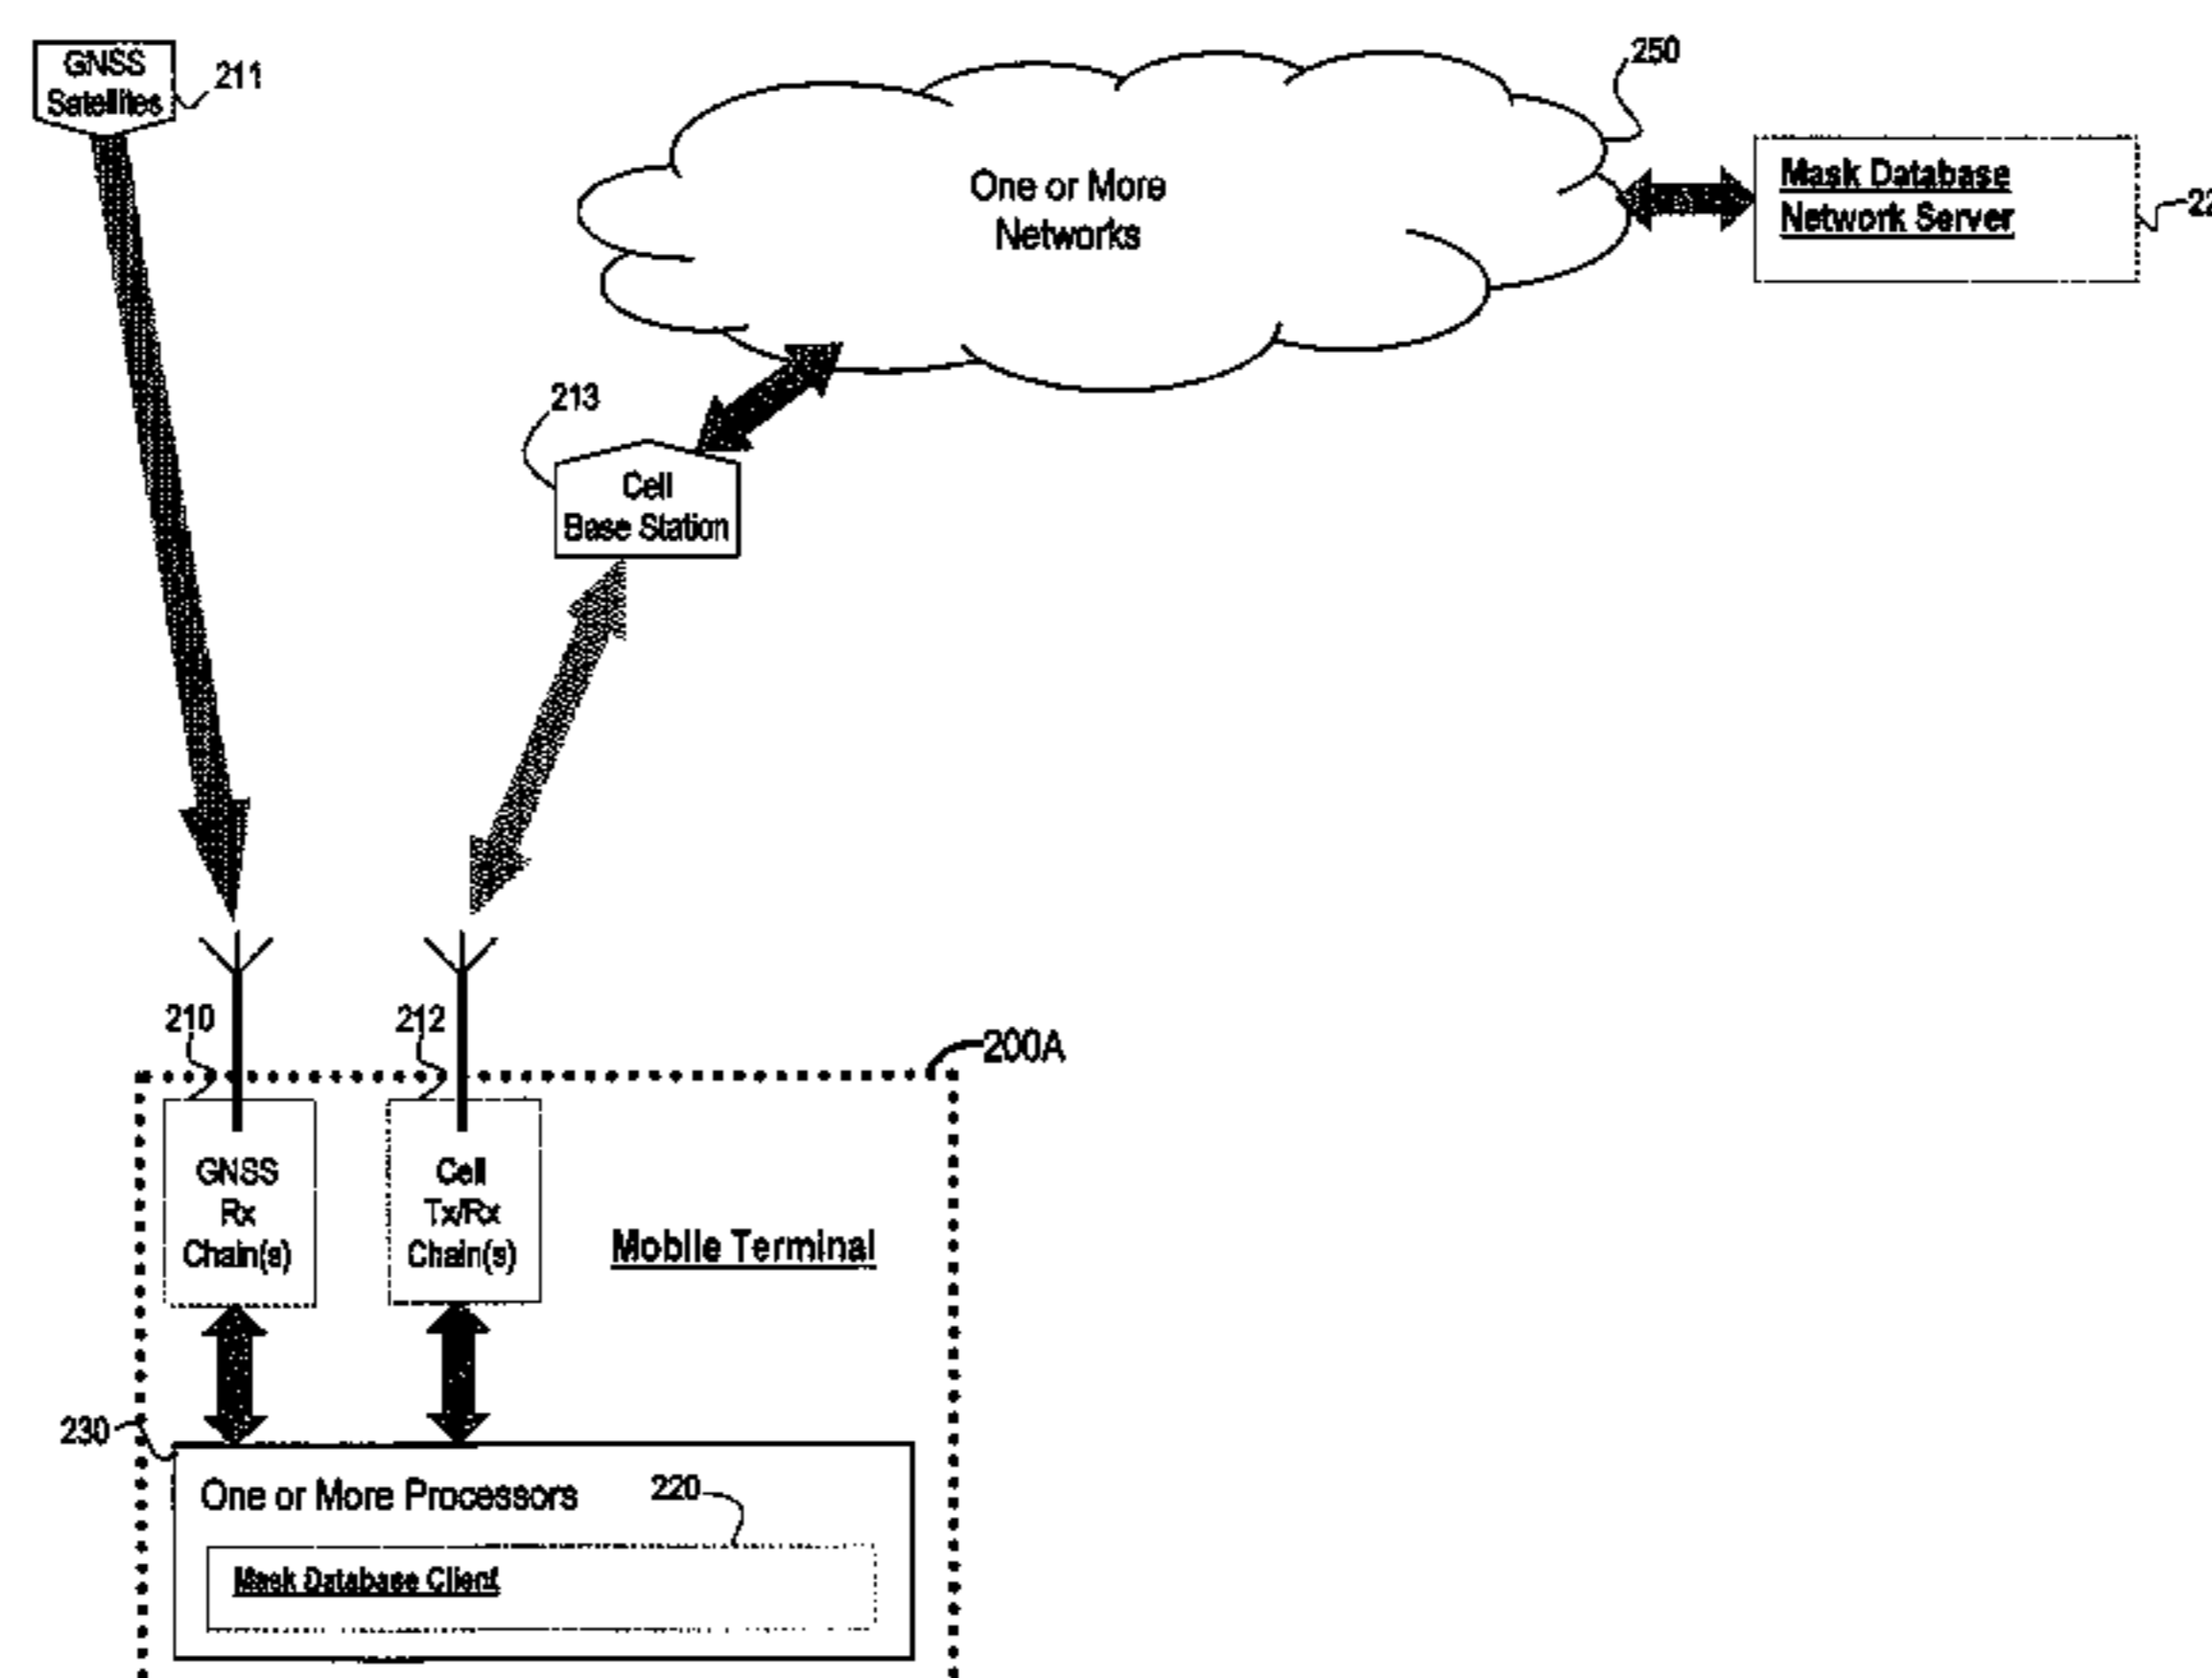 GNSS
Satellites
211
250
One or More
Networks
Mask Database
Network Server
213
Cell
Base Station
210
212
200A
GNSS
Rx
Chain(s)
Cell
Tx/Rx
Chain(s)
Mobile Terminal
230
One or More Processors
220
Mask Database Client